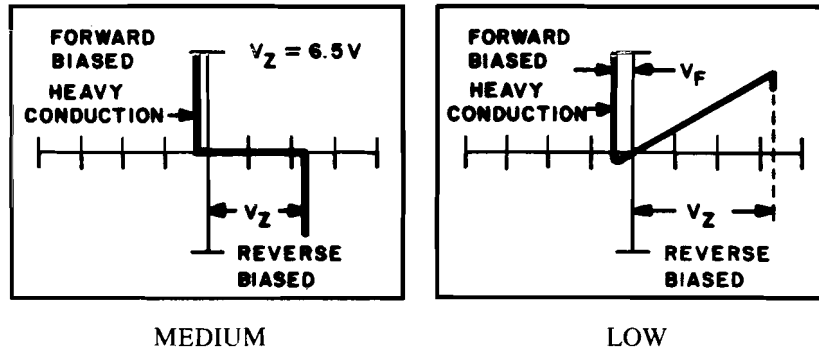 FORWARD
BIASED
V_Z = 6.5V
HEAVY
CONDUCTION
V_Z
REVERSE
BIASED
MEDIUM
FORWARD
BIASED
V_F
HEAVY
CONDUCTION
V_Z
REVERSE
BIASED
LOW